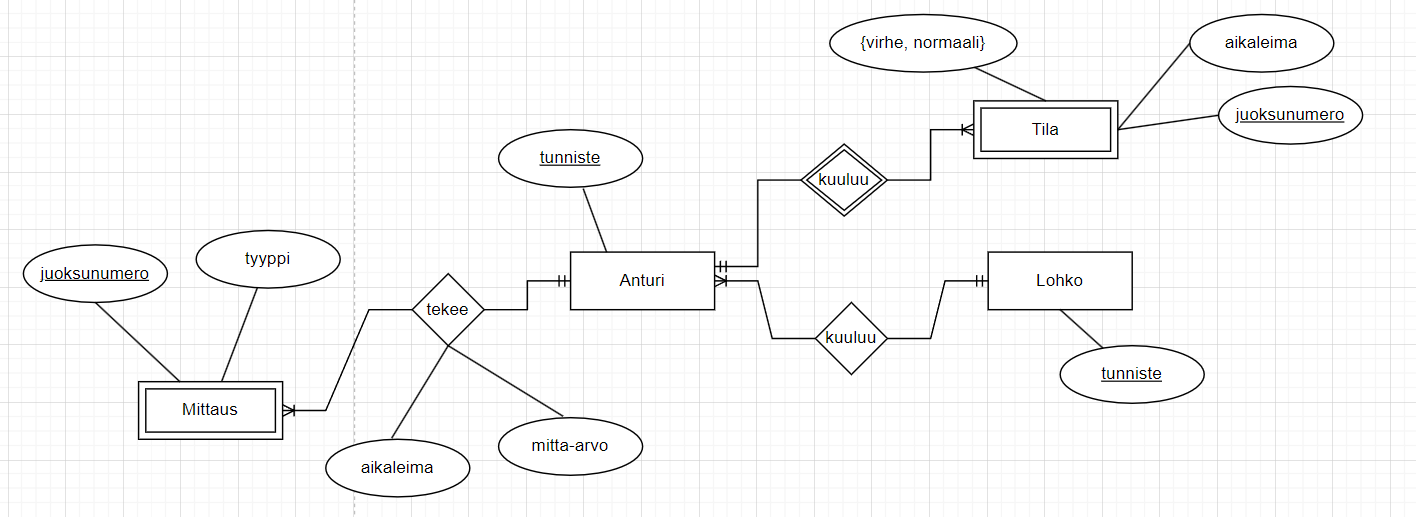 {virhe, normaali}
aikaleima
juoksunumero
Tila
tunniste
kuuluu
juoksunumero
tyyppi
Anturi
Lohko
tekee
kuuluu
tunniste
Mittaus
mitta-arvo
aikaleima